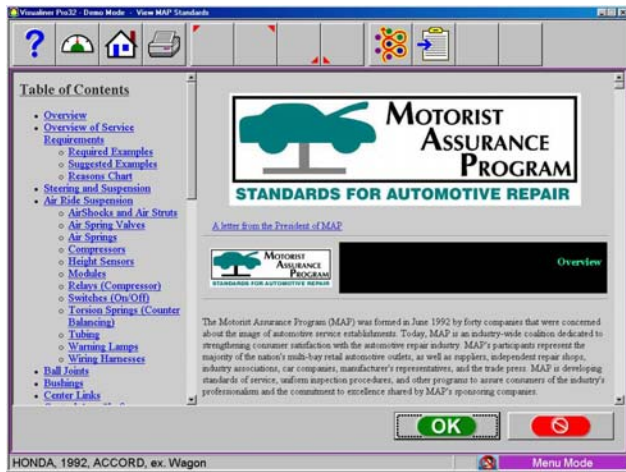 Visualiner Pro32 - Demo Mode - View MAP Standards
?
Table of Contents
Overview
Overview of Service
Requirements
Required Examples
Suggested Examples
Reasons Chart
Steering and Suspension
Air Ride Suspension
AirShocks and Air Struts
Air Spring Valves
Air Springs
Compressors
Height Sensors
Modules
Relays (Compressor)
Switches (On/Off)
Torsion Springs (Counter
Balancing)
Tubing
Warning Lamps
Wiring Harnesses
Ball Joints
Bushings
Center Links
MOTORIST
ASSURANCE
PROGRAM
STANDARDS FOR AUTOMOTIVE REPAIR
A letter from the President of MAP
MOTORIST
ASSURANCE
PROGRAM
STANDARDS FOR AUTOMOTIVE REPAIR
Overview
The Motorist Assurance Program (MAP) was formed in June 1992 by forty companies that were concerned
about the image of automotive service establishments. Today, MAP is an industry-wide coalition dedicated to
strengthening consumer satisfaction with the automotive repair industry. MAP's participants represent the
majority of the nation's multi-bay retail automotive outlets, as well as suppliers, independent repair shops,
industry associations, car companies, manufacturer's representatives, and the trade press. MAP is developing
standards of service, uniform inspection procedures, and other programs to assure consumers of the industry's
professionalism and the commitment to excellence shared by MAP's sponsoring companies.
OK
HONDA, 1992, ACCORD, ex. Wagon
Menu Mode